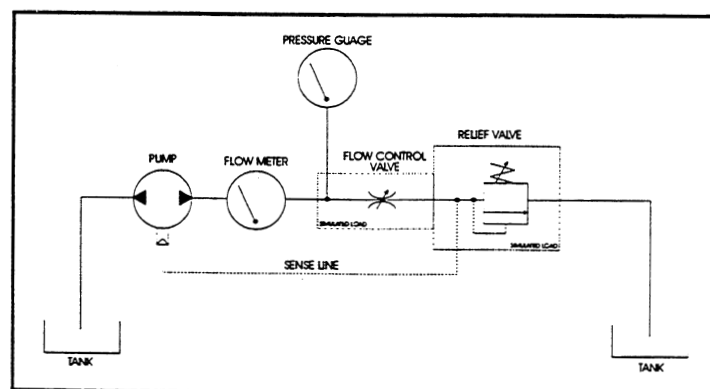 PRESSURE GUAGE
RELIEF VALVE
PUMP
FLOW METER
FLOW CONTROL
VALVE
SIMULATED LOAD
SIMULATED LOAD
SENSE LINE
TANK
TANK